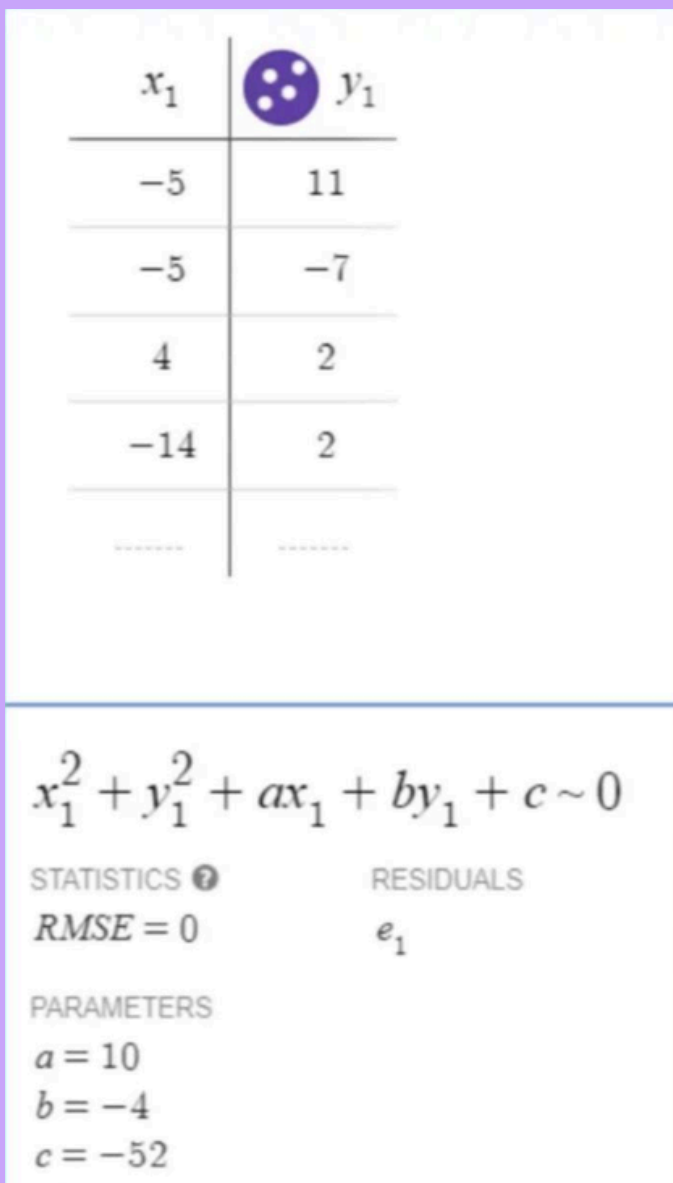 x₁ y₁
−5 11
−5 −7
4 2
−14 2
x₁² + y₁² + ax₁ + by₁ + c ~ 0
STATISTICS ? RESIDUALS
RMSE = 0 e₁
PARAMETERS
a = 10
b = −4
c = −52